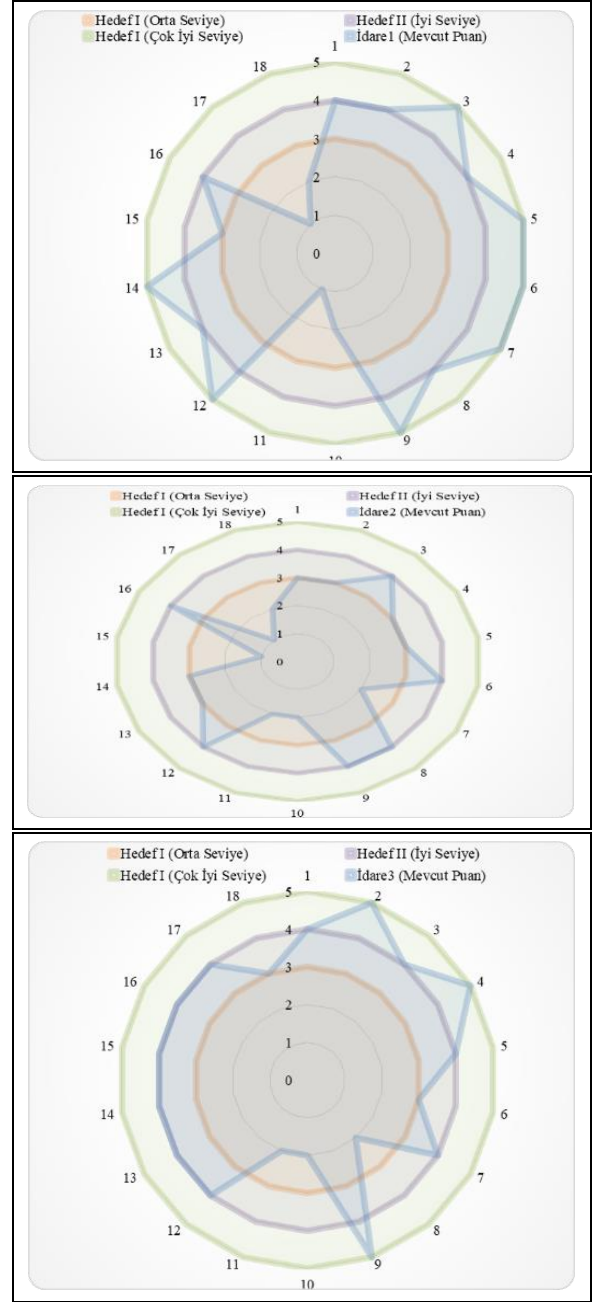 Hedef I (Orta Seviye) Hedef II (İyi Seviye)
Hedef I (Çok İyi Seviye) İdare1 (Mevcut Puan)
1
18 5 2
17 4 3
16 3 4
2
15 1 5
0
14 6
13 7
12 8
11 9
10
Hedef I (Orta Seviye) Hedef II (İyi Seviye)
Hedef I (Çok İyi Seviye) İdare2 (Mevcut Puan)
1
18 5 2
17 4 3
16 3 4
2
15 1 5
0
14 6
13 7
12 8
11 9
10
Hedef I (Orta Seviye) Hedef II (İyi Seviye)
Hedef I (Çok İyi Seviye) İdare3 (Mevcut Puan)
1
18 5 2
17 4 3
16 3 4
2
15 1 5
0
14 6
13 7
12 8
11 9
10